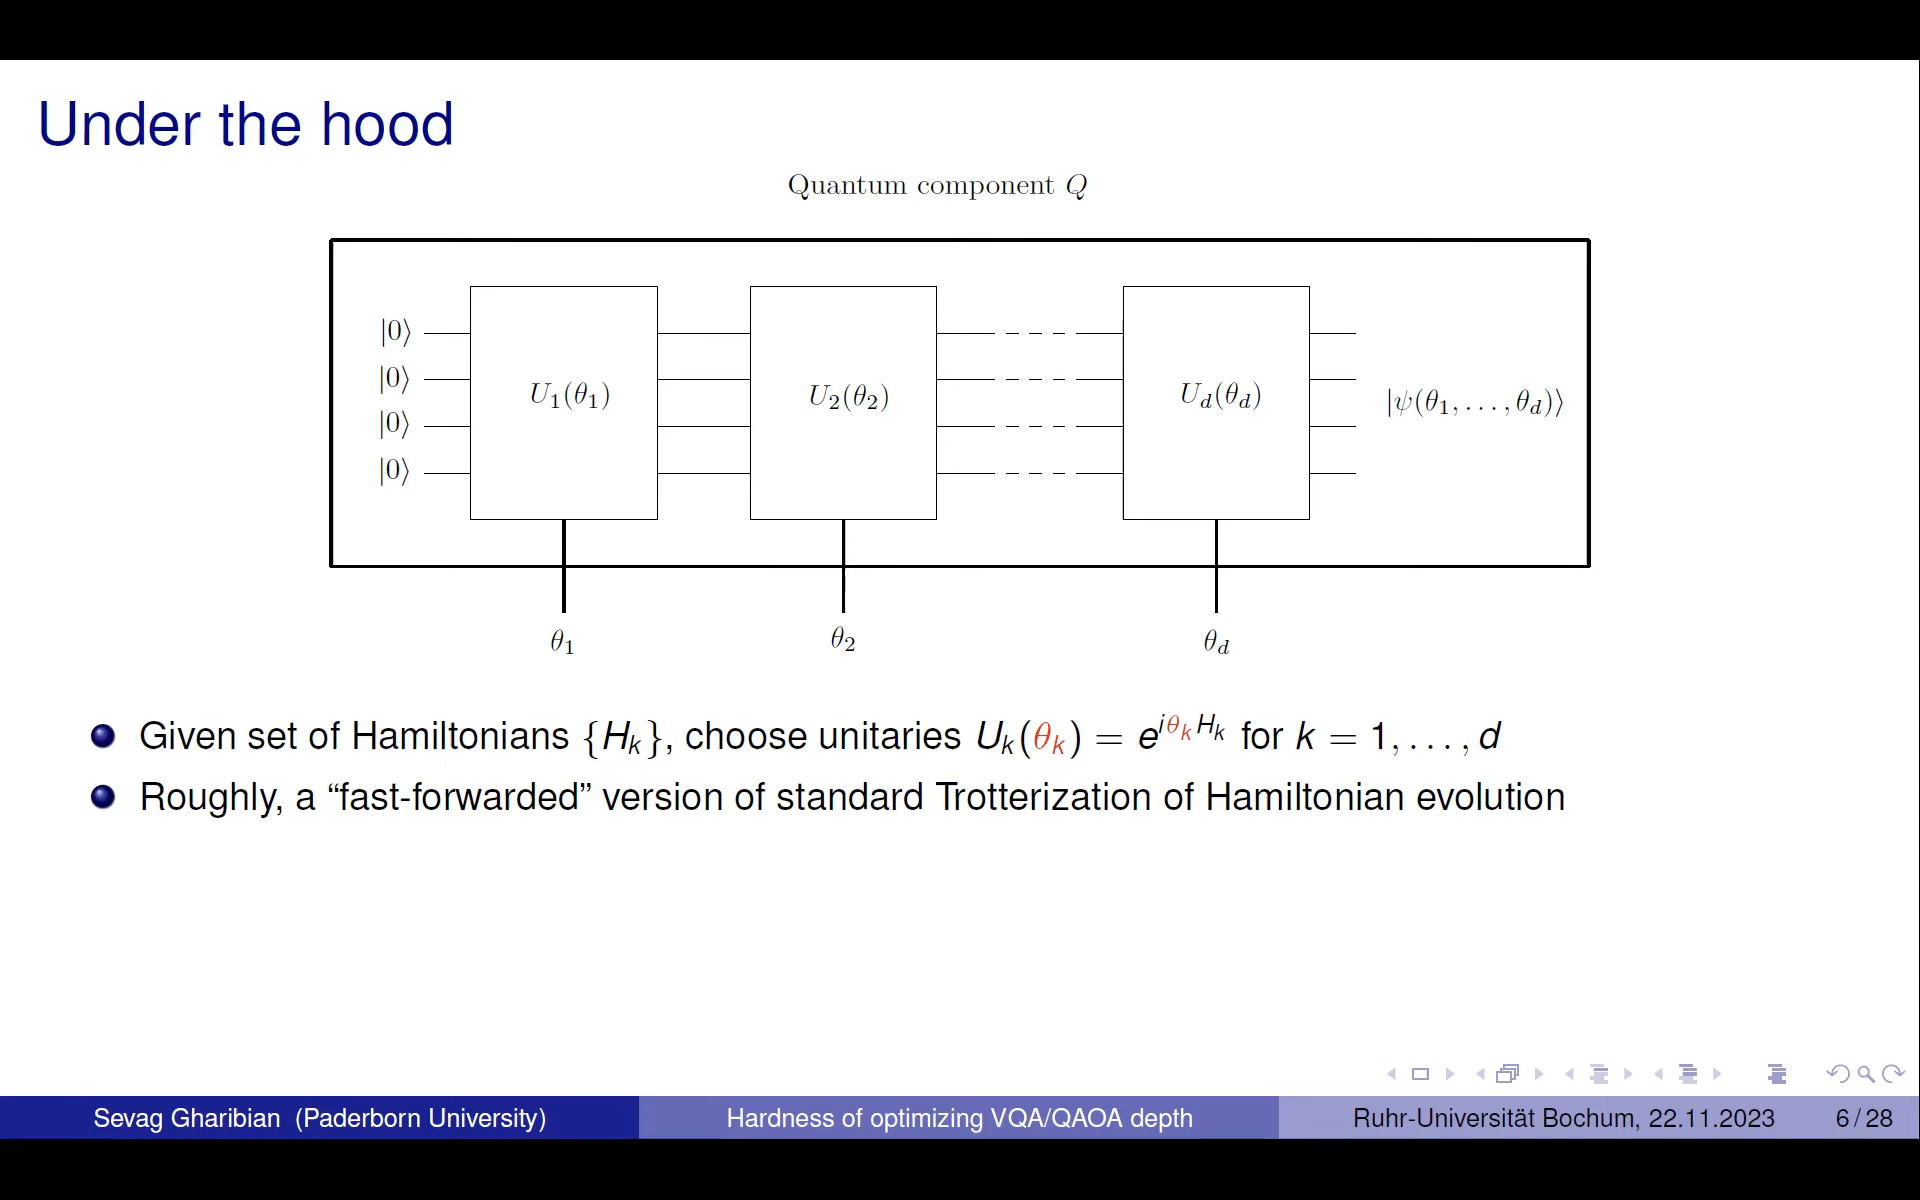 Under the hood
Quantum component Q
|0⟩
|0⟩
|0⟩
|0⟩
U₁(θ₁)
U₂(θ₂)
U_d(θ_d)
|ψ(θ₁, . . . , θ_d)⟩
θ₁
θ₂
θ_d
Given set of Hamiltonians {H_k}, choose unitaries U_k(θ_k) = e^{iθ_k H_k} for k = 1, . . . , d
Roughly, a “fast-forwarded” version of standard Trotterization of Hamiltonian evolution
Sevag Gharibian (Paderborn University)
Hardness of optimizing VQA/QAOA depth
Ruhr-Universität Bochum, 22.11.2023
6 / 28